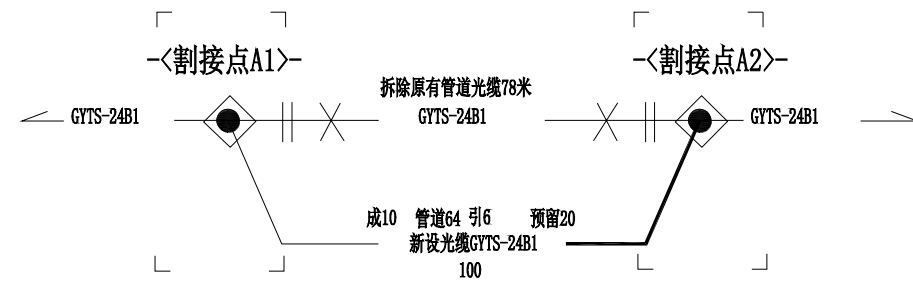 -<割接点A1>- -<割接点A2>-
拆除原有管道光缆78米
GYTS-24B1 GYTS-24B1 GYTS-24B1
成10 管道64 引6 预留20
新设光缆GYTS-24B1
100